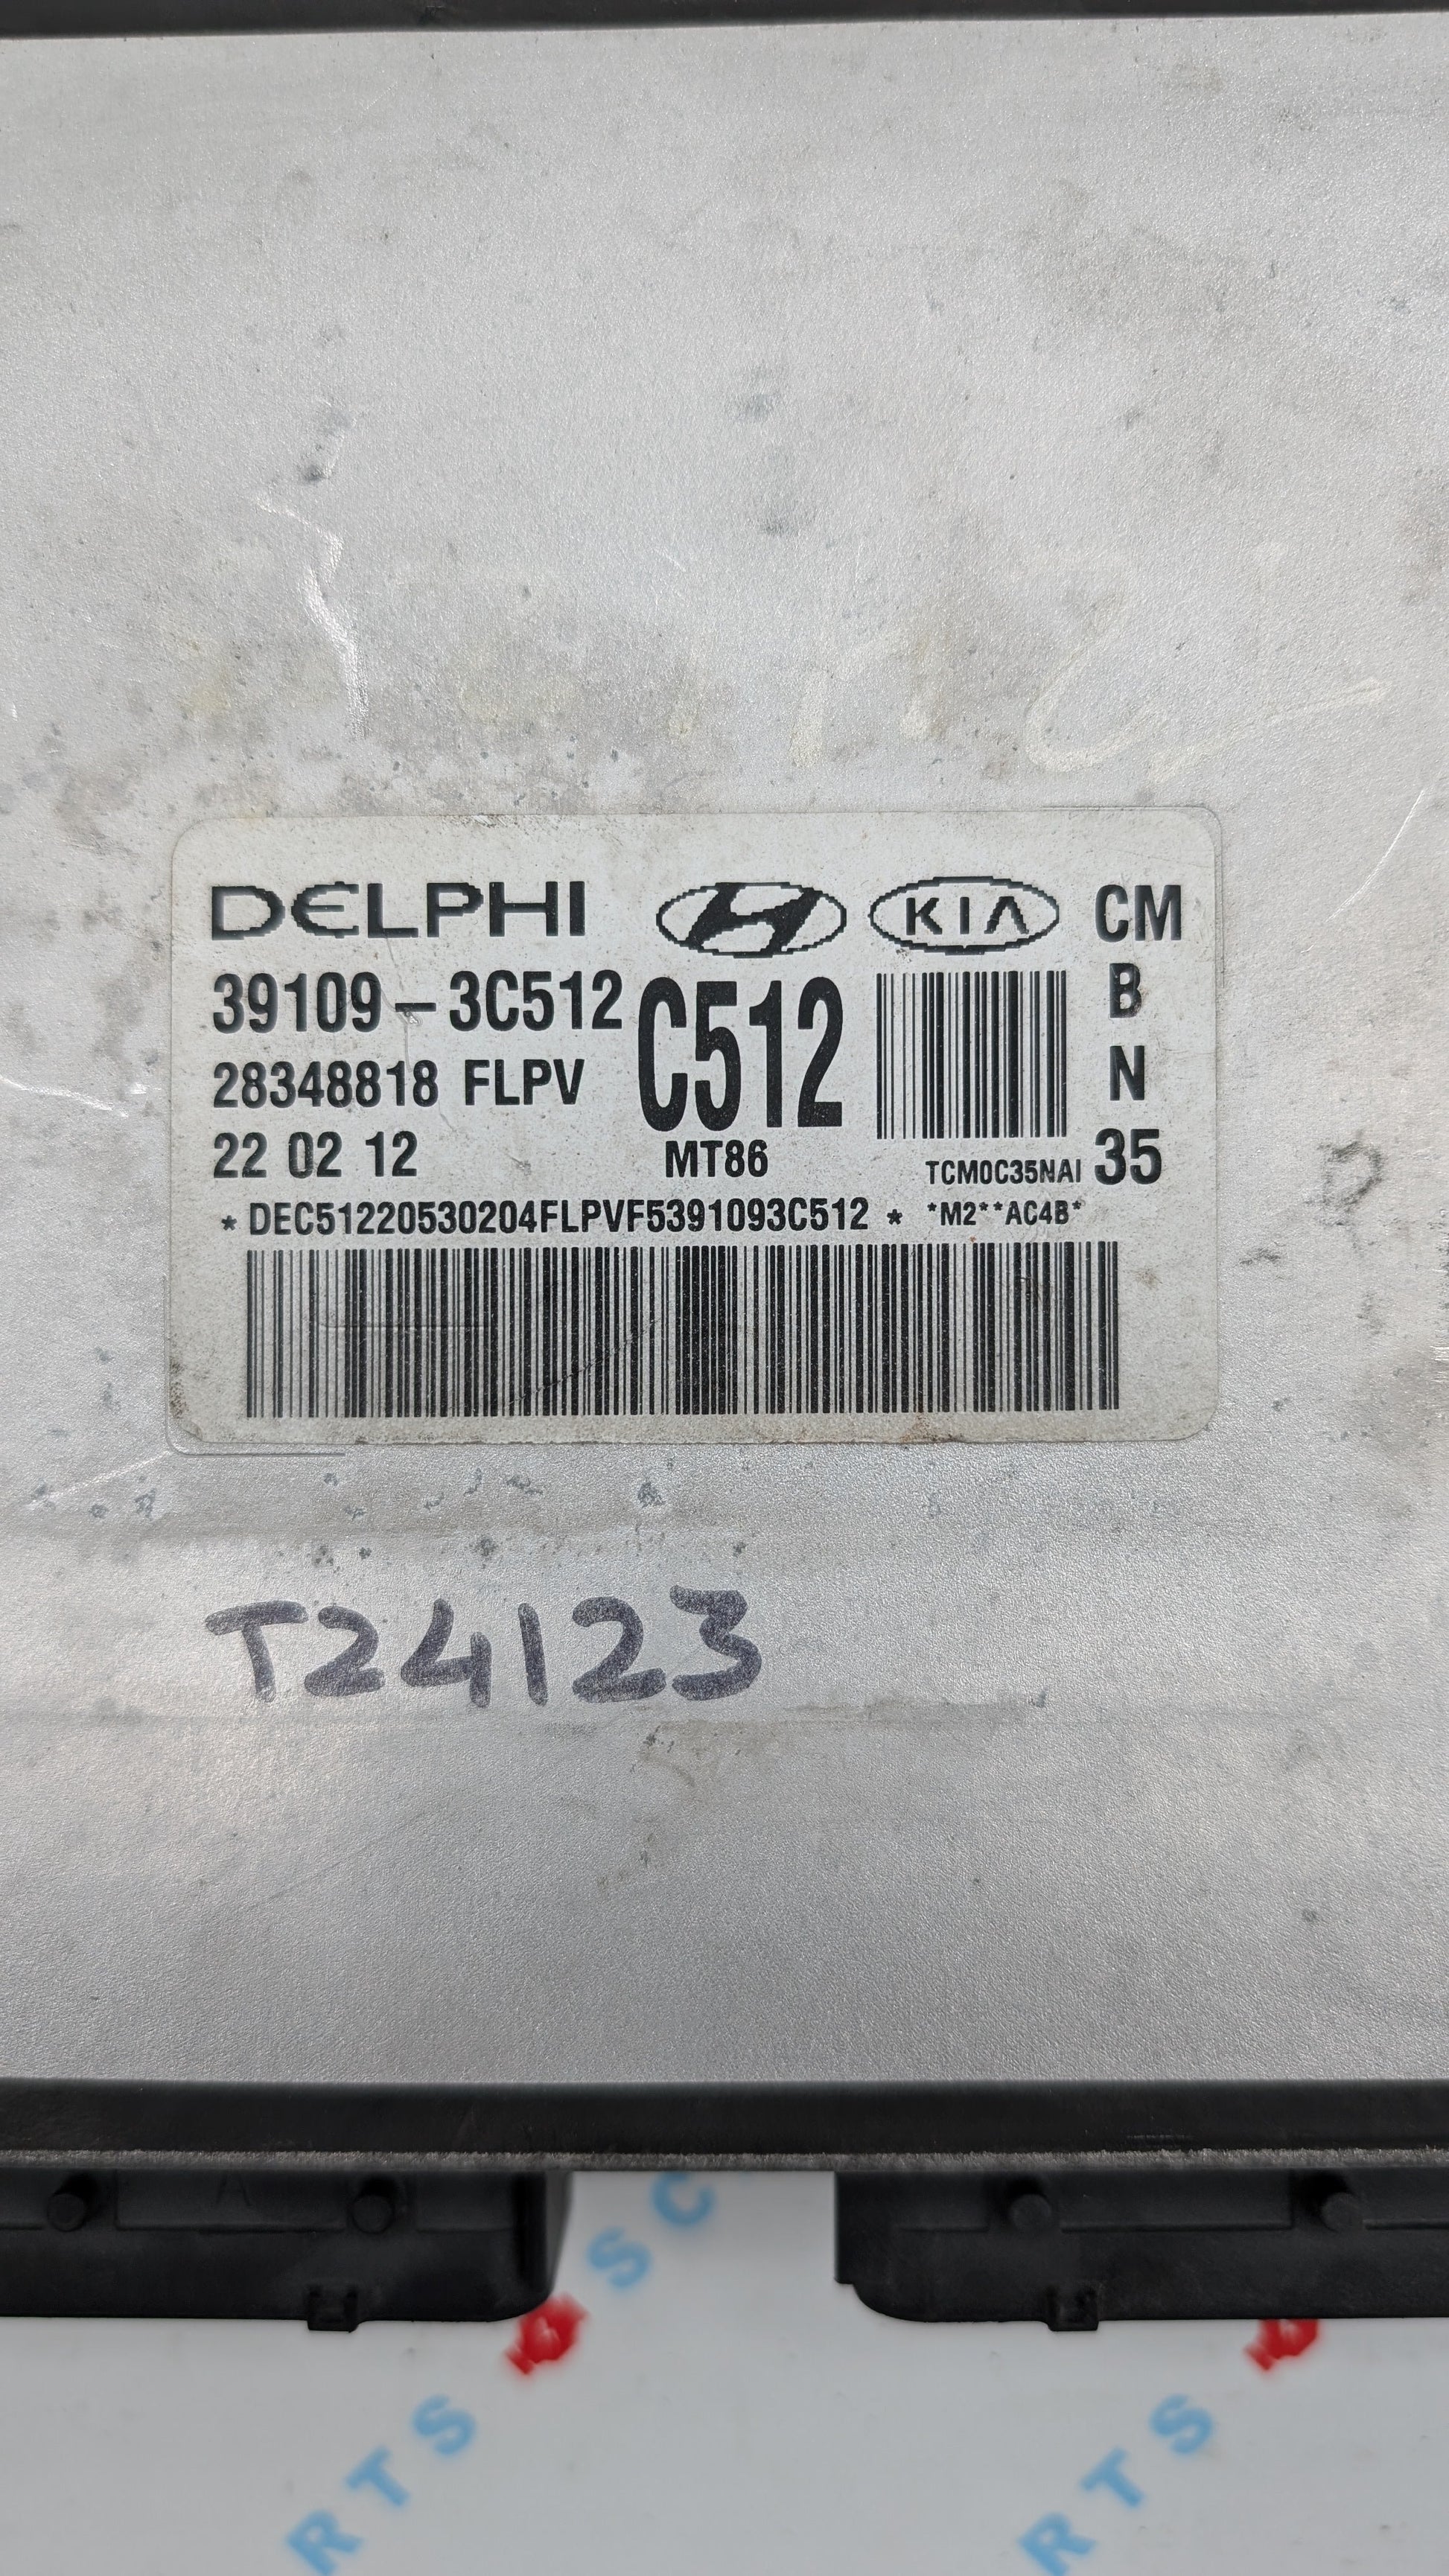 DELPHI KIA CM
39109-3C512 C512 B
28348818 FLPV N
22 02 12 MT86 TCM0C35NAI 35
*DEC51220530204FLPVF5391093C512* *M2**AC4B*
T24123
A
S C
R T S
R T S